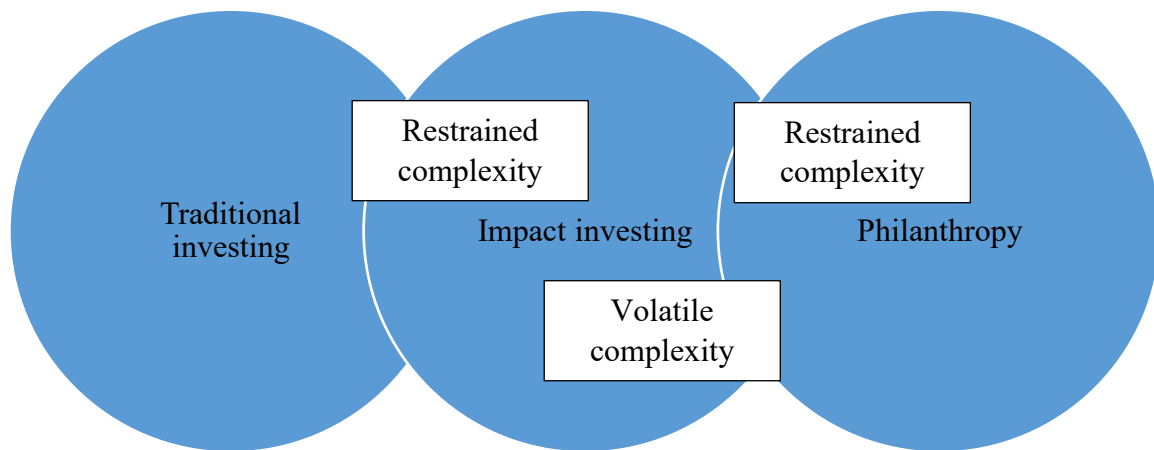 Restrained
complexity
Restrained
complexity
Traditional
investing
Impact investing
Philanthropy
Volatile
complexity